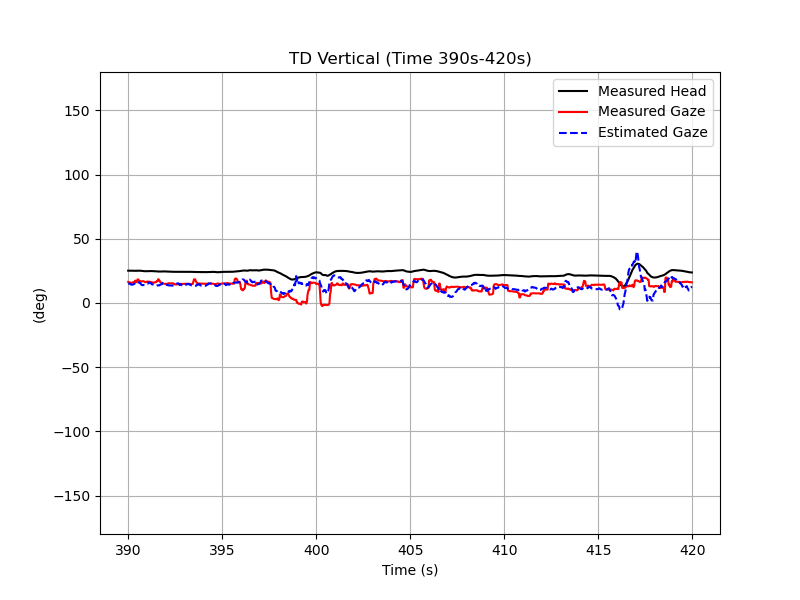 TD Vertical (Time 390s-420s)
Measured Head
Measured Gaze
Estimated Gaze
150
100
50
0
−50
−100
−150
(deg)
390 395 400 405 410 415 420
Time (s)